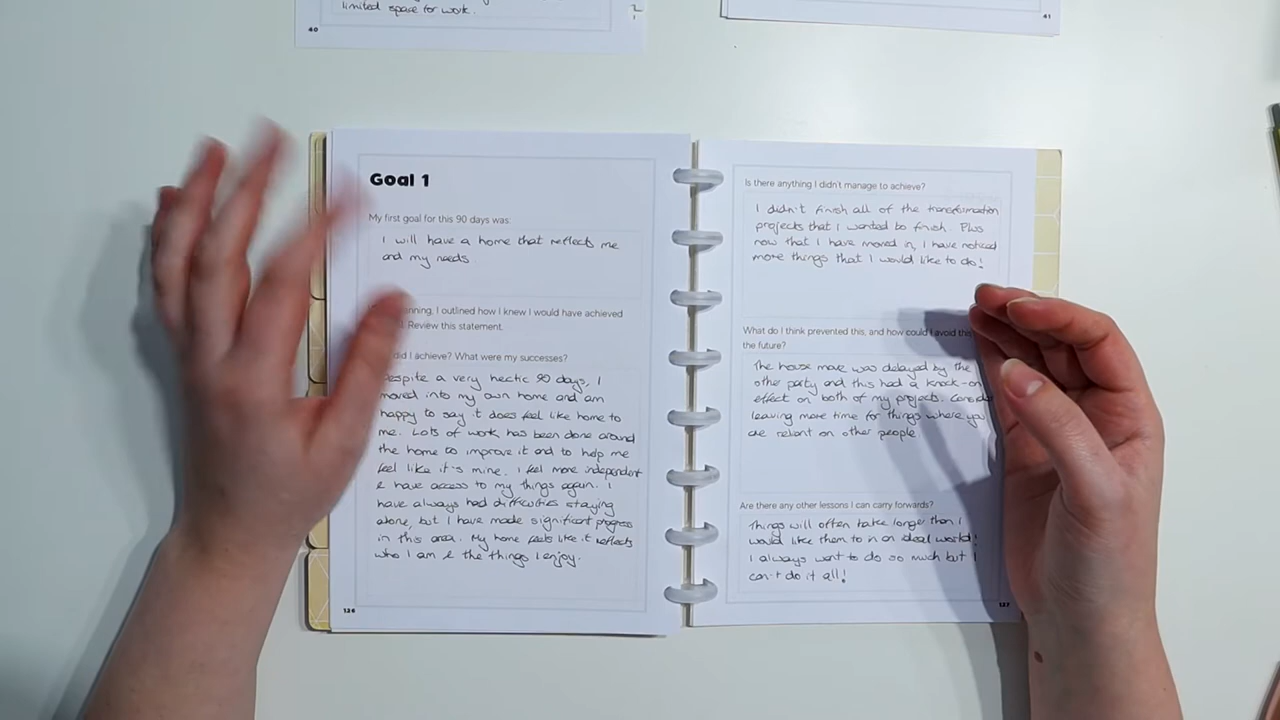 limited space for work.
40
41
Goal 1
My first goal for this 90 days was:
I will have a home that reflects me
and my needs
nning, I outlined how I knew I would have achieved
Review this statement.
did I achieve? What were my successes?
Despite a very hectic 90 days, I
moved into my own home and am
happy to say it does feel like home to
me. Lots of work has been done around
the home to improve it and to help me
feel like it's mine. I feel more independent
& have access to my things again. I
have always had difficulties staying
alone, but I have made significant progress
in this area. My home feels like it reflects
who I am & the things I enjoy.
136
Is there anything I didn't manage to achieve?
I didn't finish all of the transformation
projects that I wanted to finish. Plus
now that I have moved in, I have noticed
more things that I would like to do!
What do I think prevented this, and how could I avoid this
the future?
The house move was delayed by the
other party and this had a knock-on
effect on both of my projects. Consider
leaving more time for things where you
are reliant on other people
Are there any other lessons I can carry forwards?
Things will often take longer than I
would like them to in an ideal world!
I always want to do so much but I
can't do it all!
137